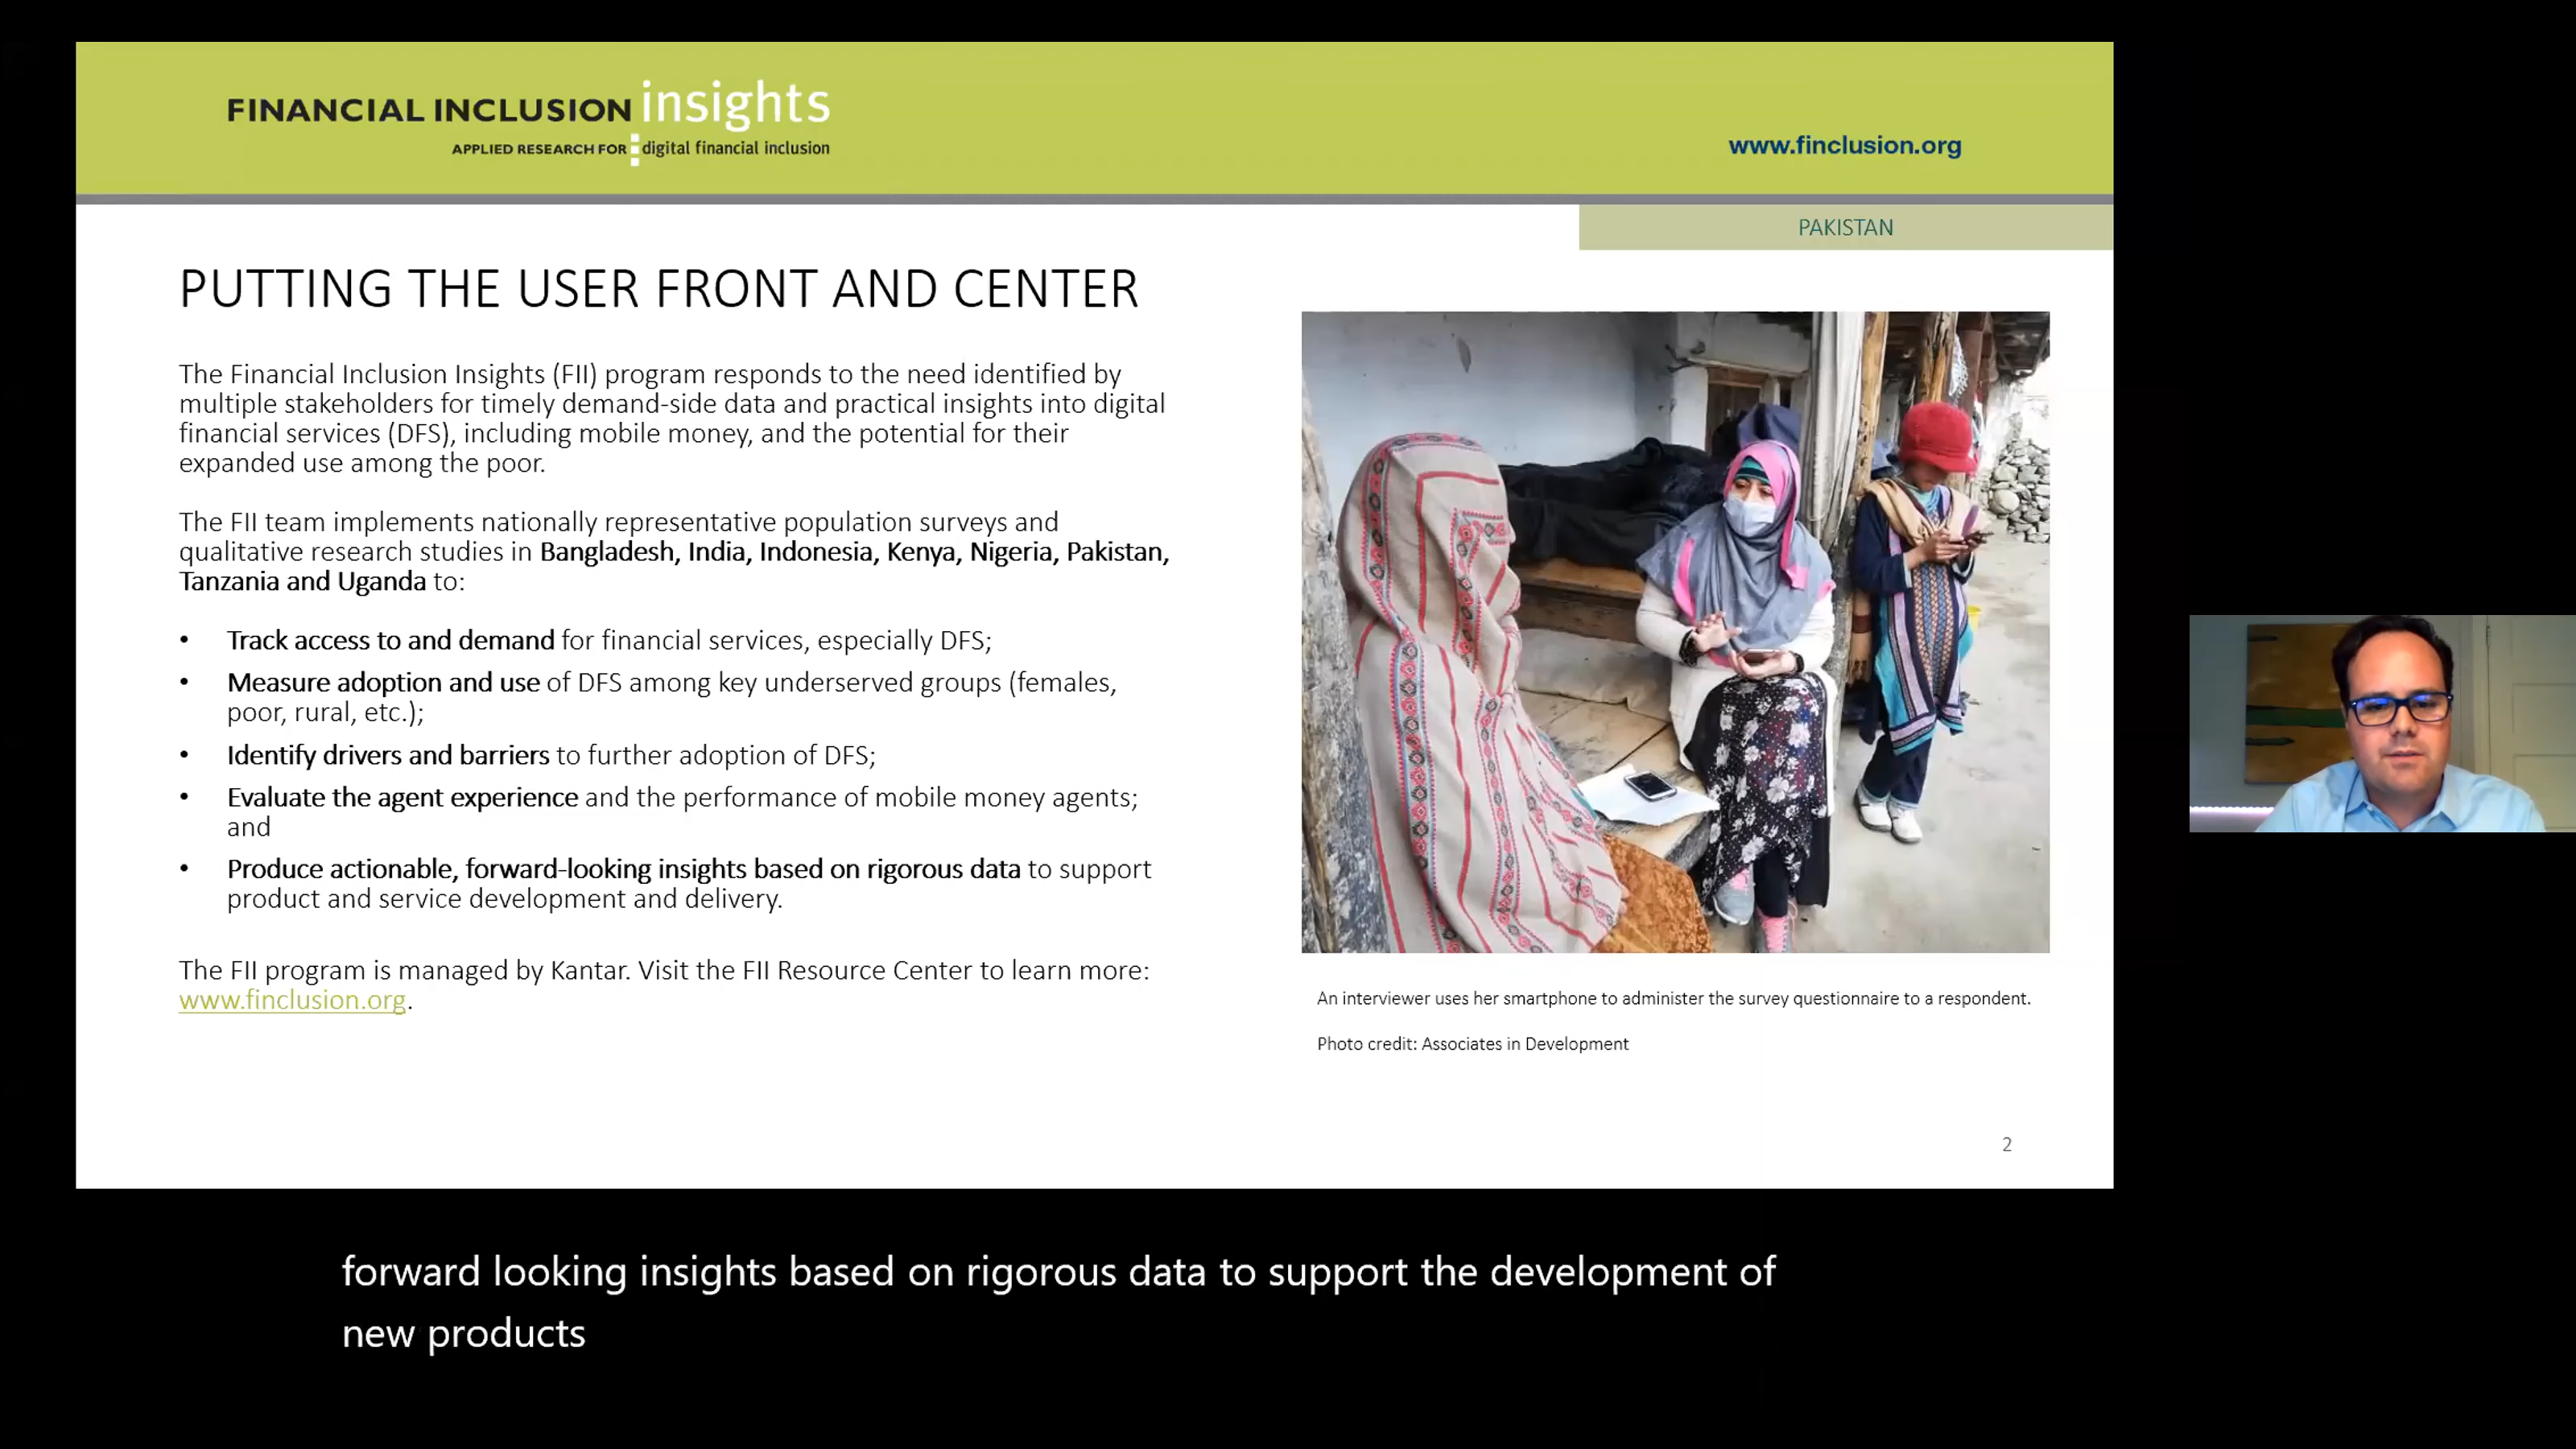 FINANCIAL INCLUSION insights
APPLIED RESEARCH FOR digital financial inclusion
www.finclusion.org
PAKISTAN
PUTTING THE USER FRONT AND CENTER
The Financial Inclusion Insights (FII) program responds to the need identified by
multiple stakeholders for timely demand-side data and practical insights into digital
financial services (DFS), including mobile money, and the potential for their
expanded use among the poor.
The FII team implements nationally representative population surveys and
qualitative research studies in Bangladesh, India, Indonesia, Kenya, Nigeria, Pakistan,
Tanzania and Uganda to:
• Track access to and demand for financial services, especially DFS;
• Measure adoption and use of DFS among key underserved groups (females,
poor, rural, etc.);
• Identify drivers and barriers to further adoption of DFS;
• Evaluate the agent experience and the performance of mobile money agents;
and
• Produce actionable, forward-looking insights based on rigorous data to support
product and service development and delivery.
The FII program is managed by Kantar. Visit the FII Resource Center to learn more:
www.finclusion.org.
An interviewer uses her smartphone to administer the survey questionnaire to a respondent.
Photo credit: Associates in Development
2
forward looking insights based on rigorous data to support the development of
new products